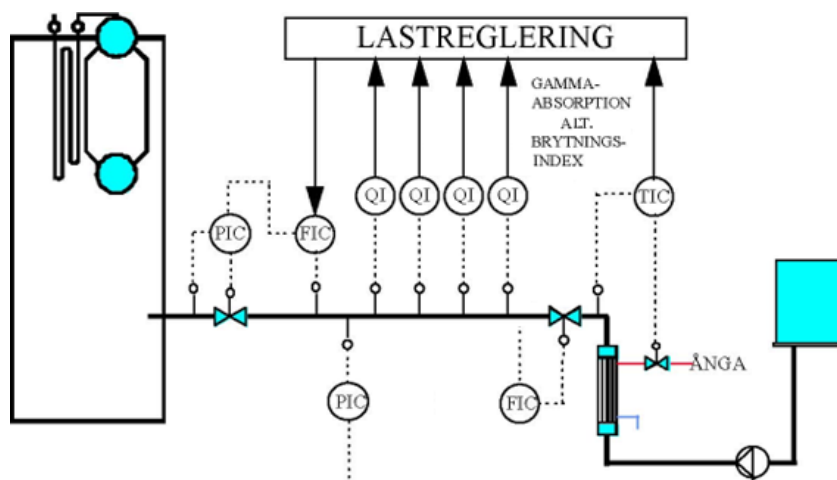 LASTREGLERING
GAMMA-
ABSORPTION
ALT.
BRYTNINGS-
INDEX
QI QI QI QI TIC
PIC FIC
ÅNGA
PIC FIC